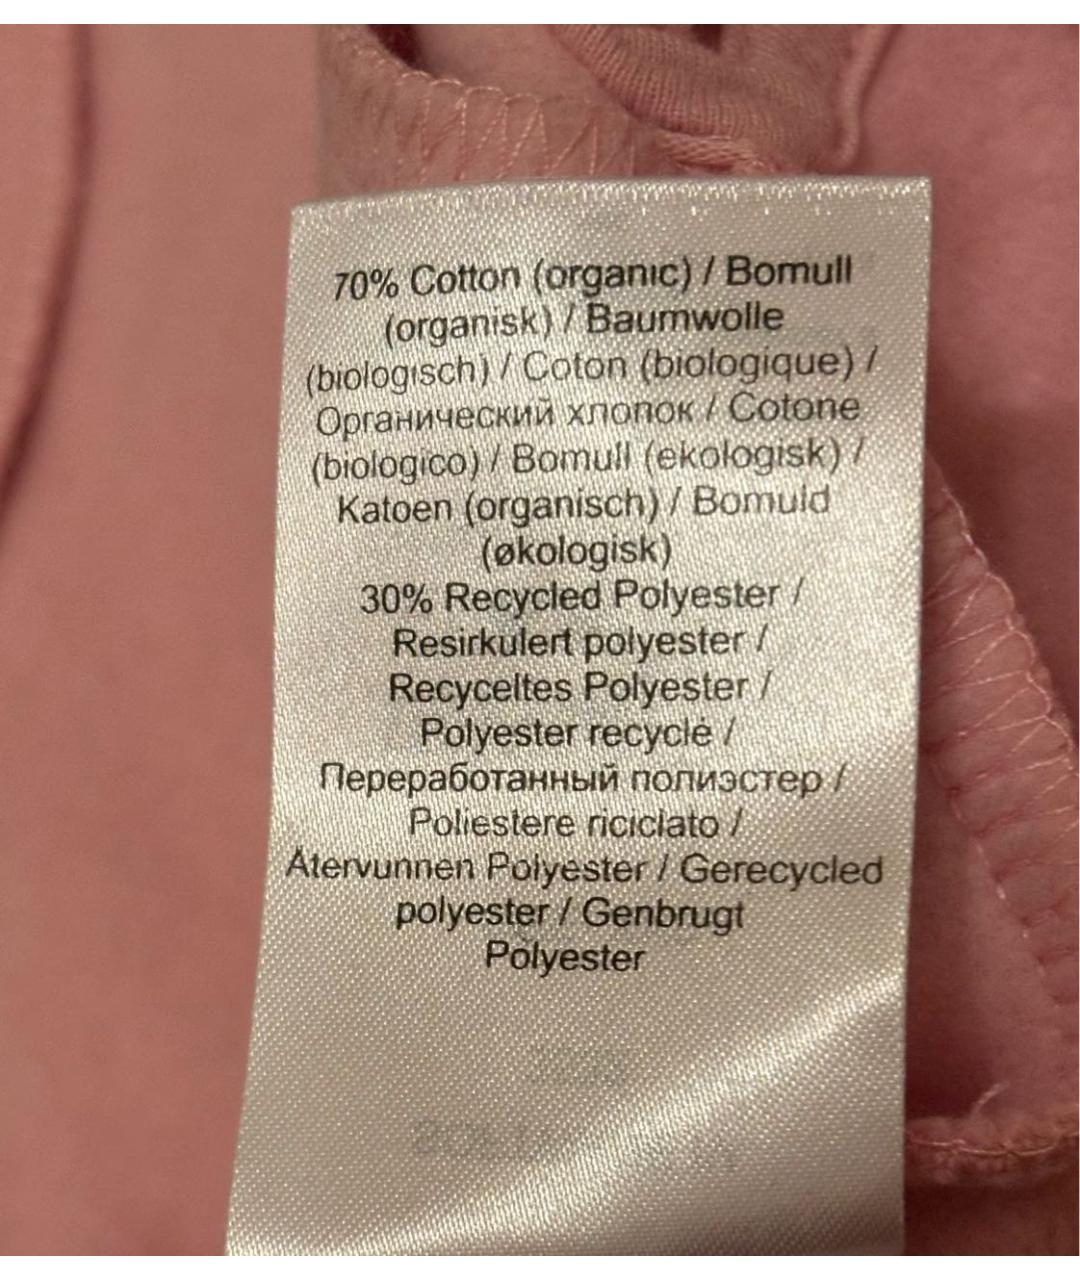 70% Cotton (organic) / Bomull
(organisk) / Baumwolle
(biologisch) / Coton (biologique) /
Органический хлопок / Cotone
(biologico) / Bomull (ekologisk) /
Katoen (organisch) / Bomuld
(økologisk)
30% Recycled Polyester /
Resirkulert polyester /
Recyceltes Polyester /
Polyester recyclé /
Переработанный полиэстер /
Poliestere riciclato /
Återvunnen Polyester / Gerecycled
polyester / Genbrugt
Polyester